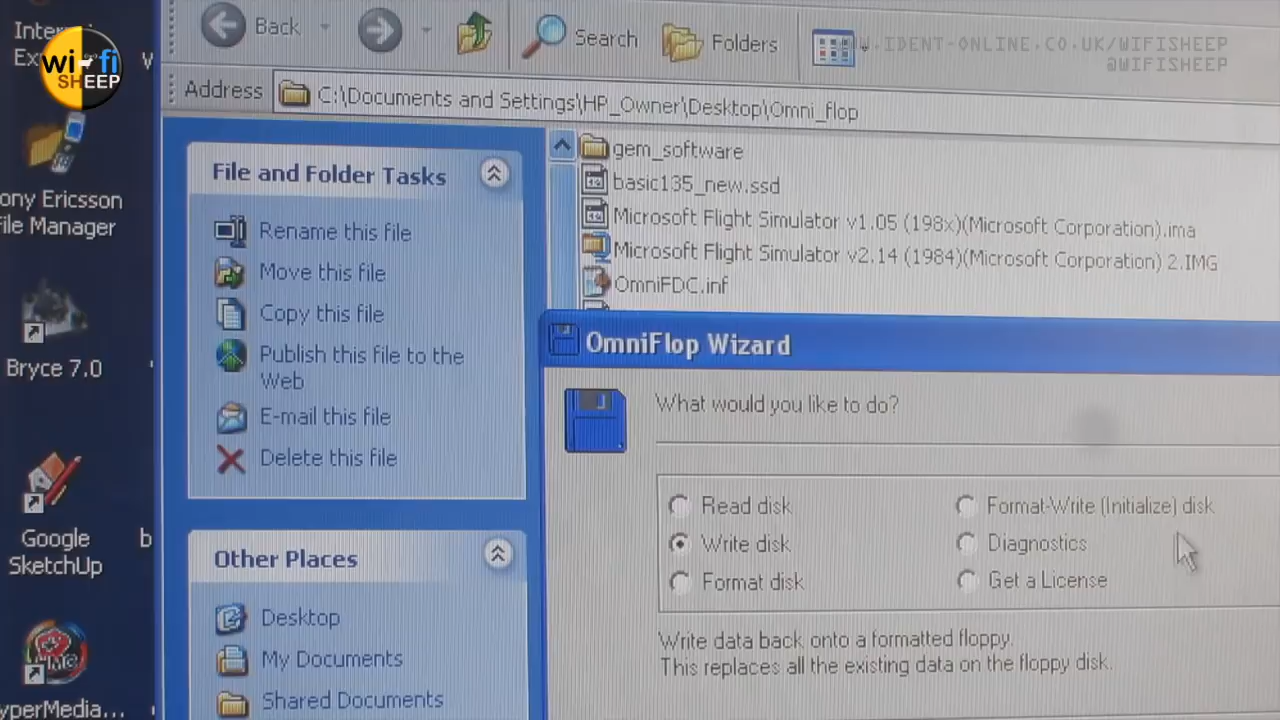 wi-fi
SHEEP
Back
Search
Folders
.IDENT-ONLINE.CO.UK/WIFISHEEP
@WIFISHEEP
Address
C:\Documents and Settings\HP_Owner\Desktop\Omni_flop
ony Ericsson
ile Manager
Bryce 7.0
Google
SketchUp
b
yperMedia...
File and Folder Tasks
Rename this file
Move this file
Copy this file
Publish this file to the
Web
E-mail this file
Delete this file
Other Places
Desktop
My Documents
Shared Documents
gem_software
basic135_new.ssd
Microsoft Flight Simulator v1.05 (198x)(Microsoft Corporation).ima
Microsoft Flight Simulator v2.14 (1984)(Microsoft Corporation) 2.IMG
OmniFDC.inf
OmniFlop Wizard
What would you like to do?
Read disk
Format-Write (Initialize) disk
Write disk
Diagnostics
Format disk
Get a License
Write data back onto a formatted floppy.
This replaces all the existing data on the floppy disk.